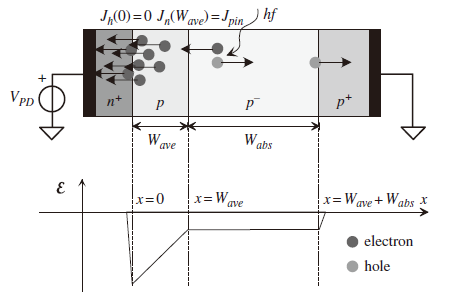 J_h(0)=0 J_n(W_ave)=J_pin hf
+
V_PD
n⁺ p p⁻ p⁺
W_ave W_abs
ε
x=0 x=W_ave x=W_ave+W_abs x
electron
hole